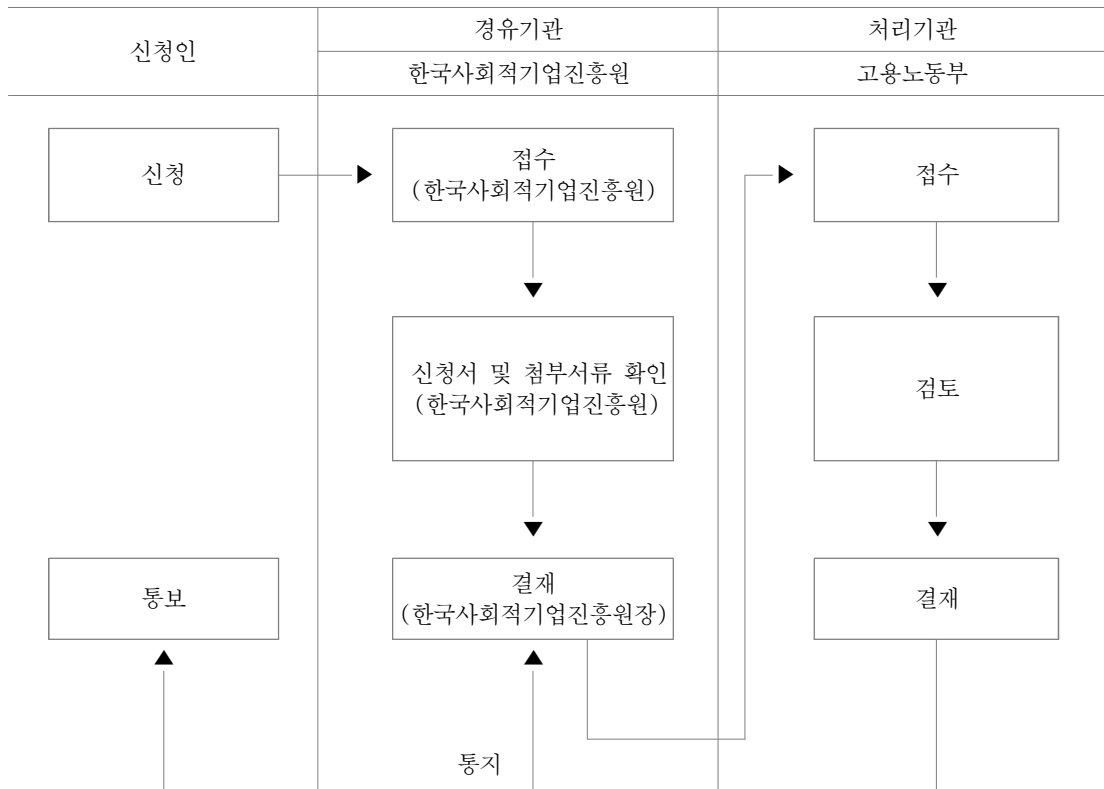 신청인
경유기관
처리기관
한국사회적기업진흥원
고용노동부
신청
접수
(한국사회적기업진흥원)
접수
신청서 및 첨부서류 확인
(한국사회적기업진흥원)
검토
통보
결재
(한국사회적기업진흥원장)
결재
통지